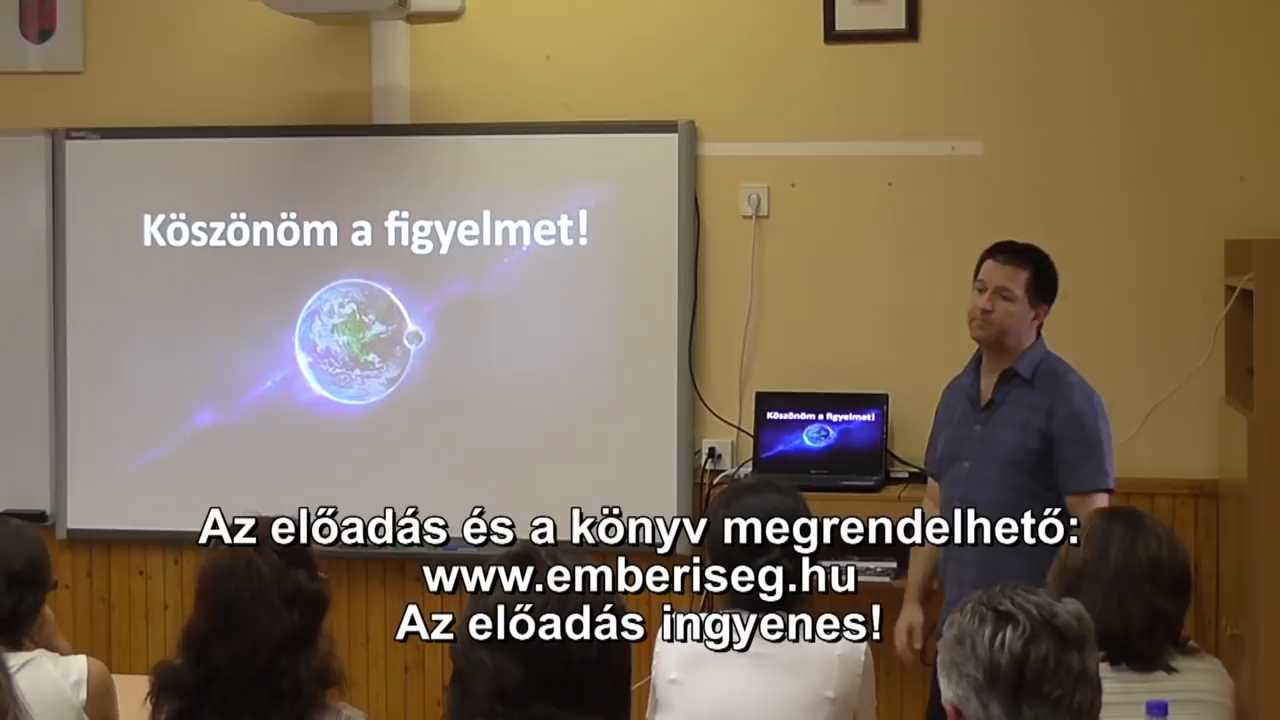 Köszönöm a figyelmet!
Köszönöm a figyelmet!
Az előadás és a könyv megrendelhető:
www.emberiseg.hu
Az előadás ingyenes!